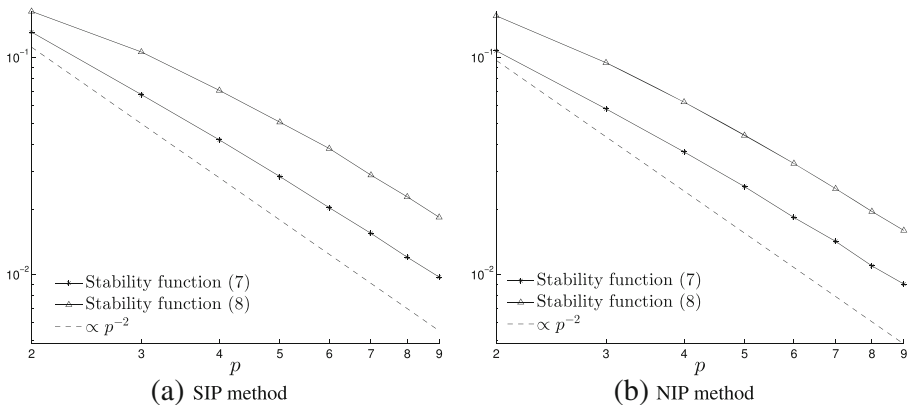 10⁻¹
10⁻²
Stability function (7)
Stability function (8)
∝ p⁻²
2 3 4 5 6 7 8 9
p
(a) SIP method
10⁻¹
10⁻²
Stability function (7)
Stability function (8)
∝ p⁻²
2 3 4 5 6 7 8 9
p
(b) NIP method